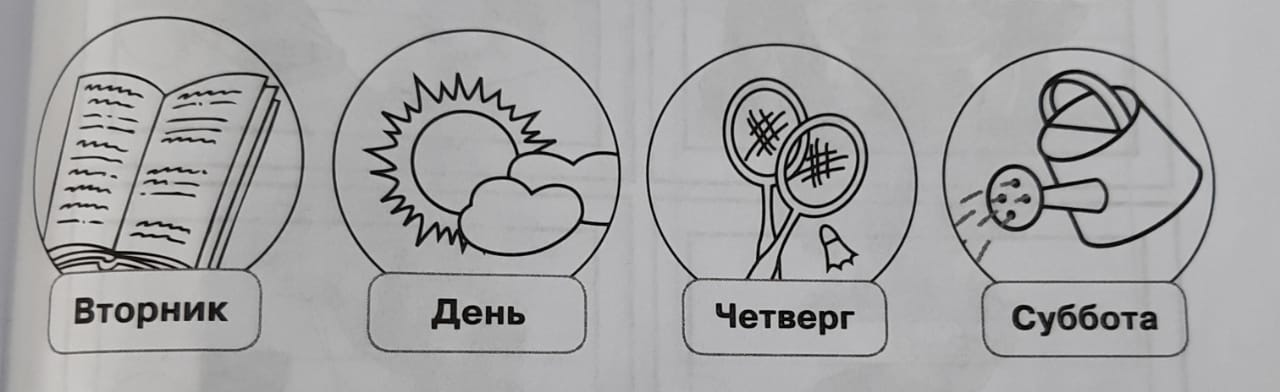 Вторник
День
Четверг
Суббота